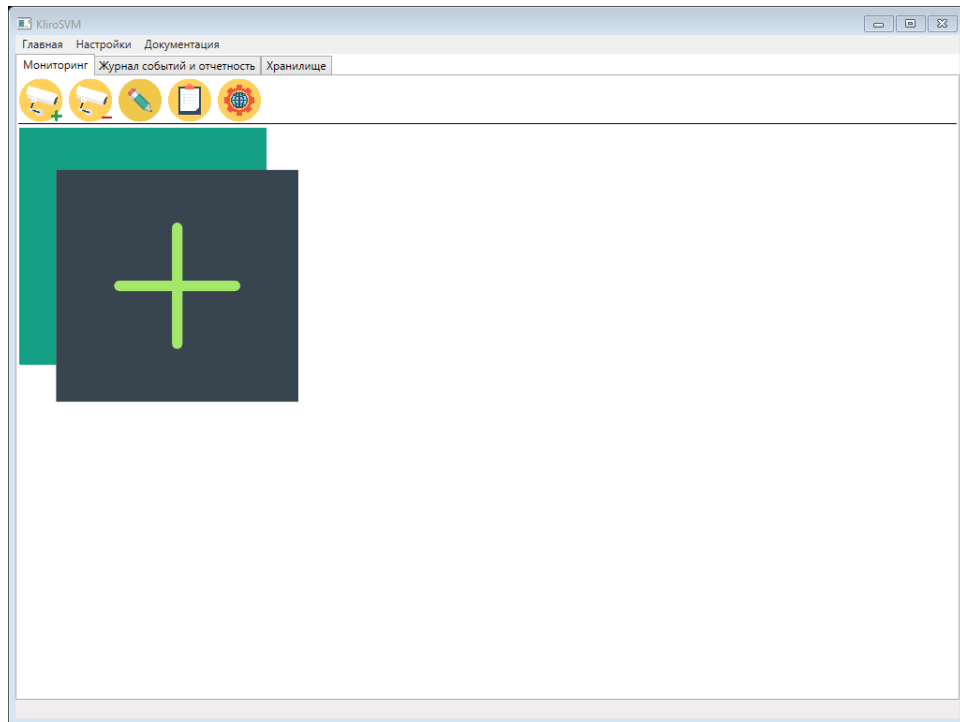 KliroSVM
Главная Настройки Документация
Мониторинг Журнал событий и отчетность Хранилище